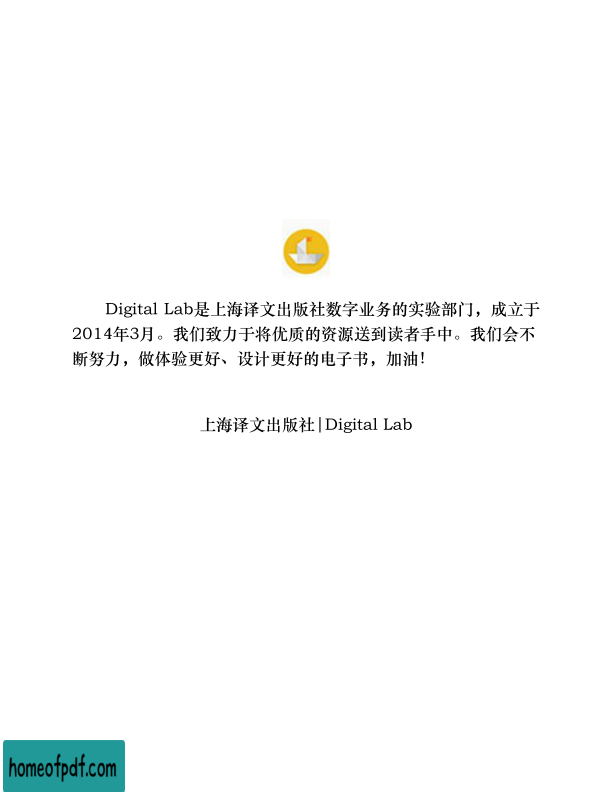 Digital Lab是上海译文出版社数字业务的实验部门，成立于
2014年3月。我们致力于将优质的资源送到读者手中。我们会不
断努力，做体验更好、设计更好的电子书，加油！
上海译文出版社|Digital Lab
homeofpdf.com